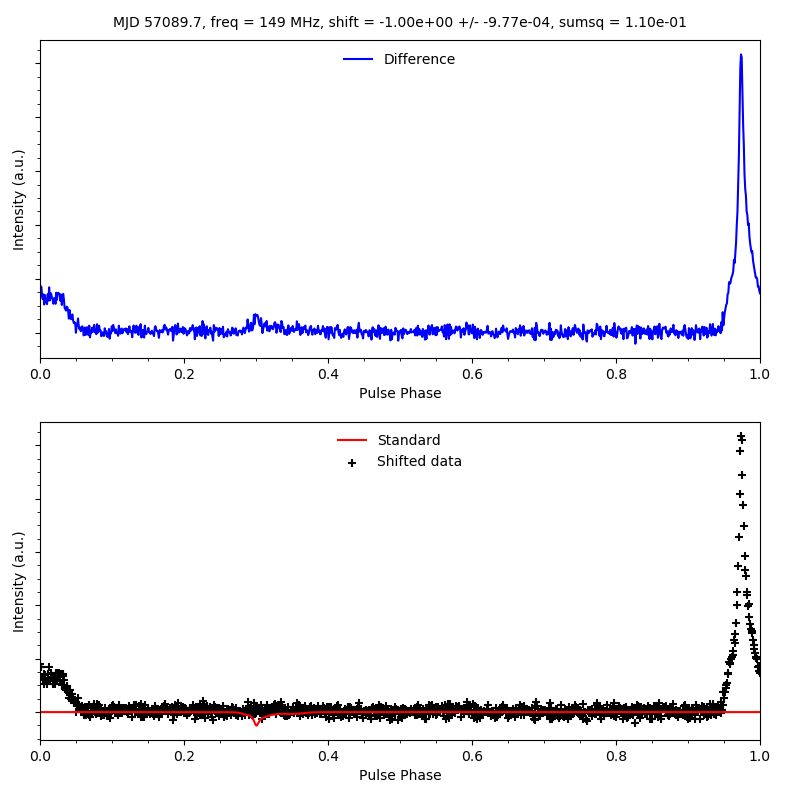 MJD 57089.7, freq = 149 MHz, shift = -1.00e+00 +/- -9.77e-04, sumsq = 1.10e-01
Difference
Intensity (a.u.)
0.0 0.2 0.4 0.6 0.8 1.0
Pulse Phase
Standard
Shifted data
Intensity (a.u.)
0.0 0.2 0.4 0.6 0.8 1.0
Pulse Phase